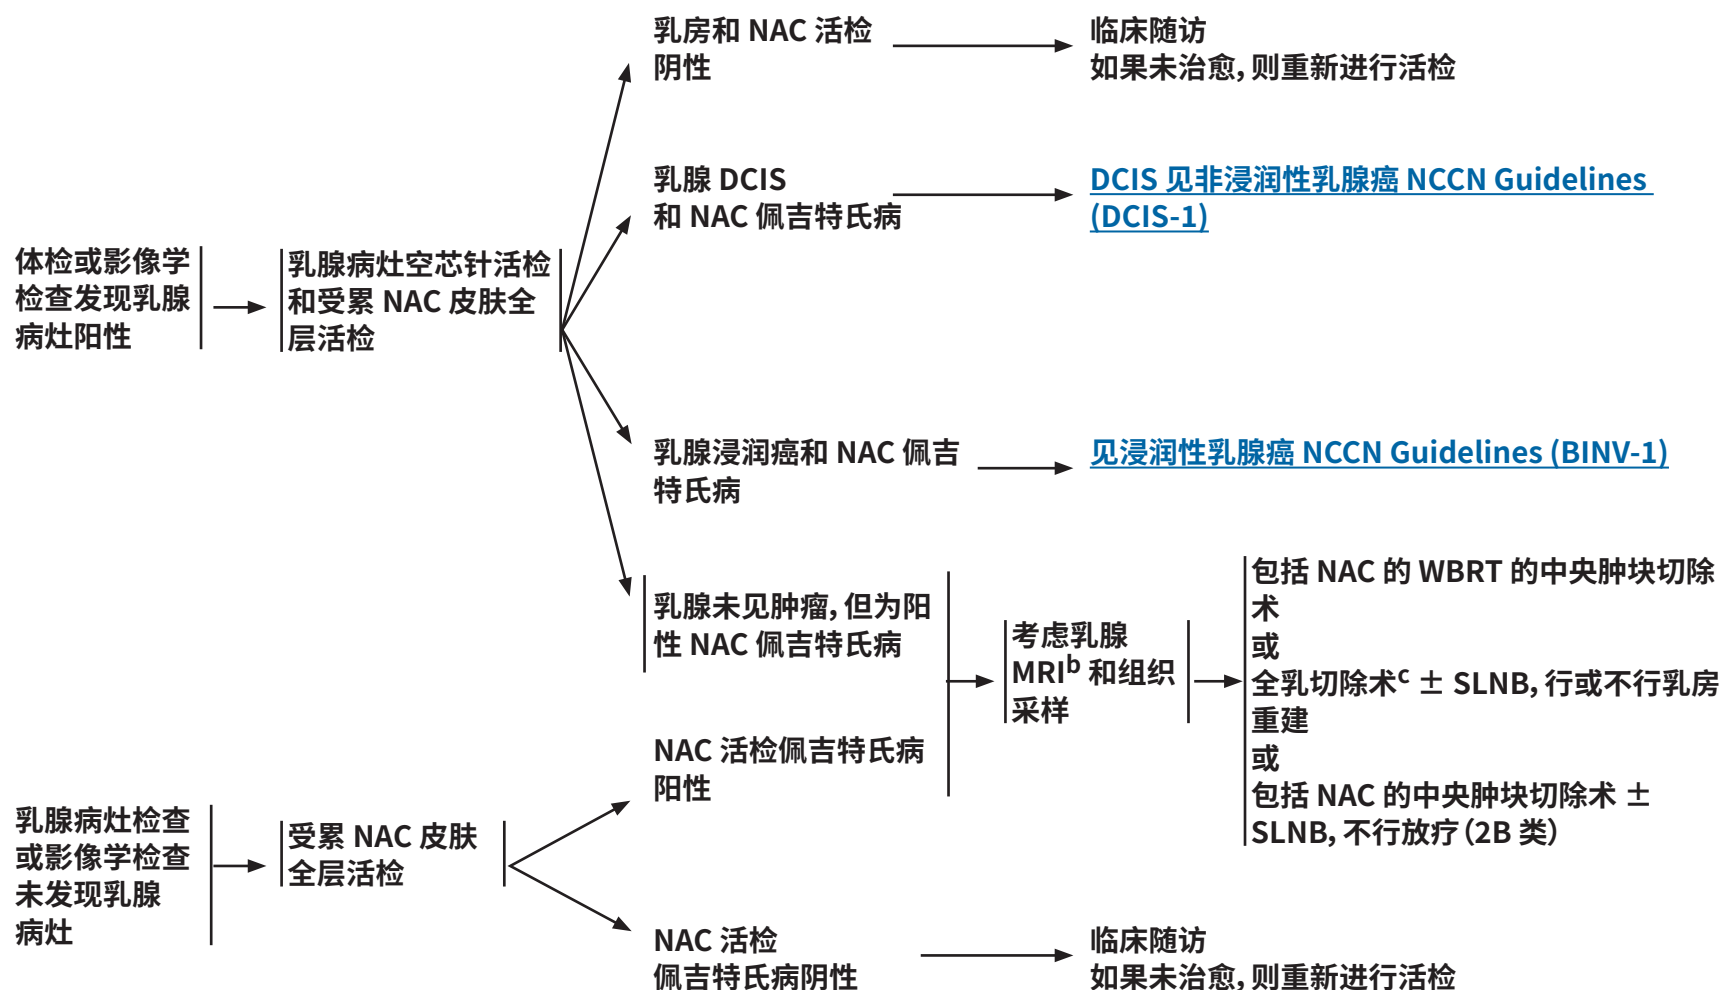 体检或影像学
检查发现乳腺
病灶阳性
乳腺病灶空芯针活检
和受累 NAC 皮肤全
层活检
乳房和 NAC 活检
阴性
临床随访
如果未治愈，则重新进行活检
乳腺 DCIS
和 NAC 佩吉特氏病
DCIS 见非浸润性乳腺癌 NCCN Guidelines
(DCIS-1)
乳腺浸润癌和 NAC 佩吉
特氏病
见浸润性乳腺癌 NCCN Guidelines (BINV-1)
乳腺未见肿瘤，但为阳
性 NAC 佩吉特氏病
乳腺病灶检查
或影像学检查
未发现乳腺
病灶
受累 NAC 皮肤
全层活检
NAC 活检佩吉特氏病
阳性
考虑乳腺
MRIᵇ 和组织
采样
包括 NAC 的 WBRT 的中央肿块切除
术
或
全乳切除术ᶜ ± SLNB，行或不行乳房
重建
或
包括 NAC 的中央肿块切除术 ±
SLNB，不行放疗（2B 类）
NAC 活检
佩吉特氏病阴性
临床随访
如果未治愈，则重新进行活检